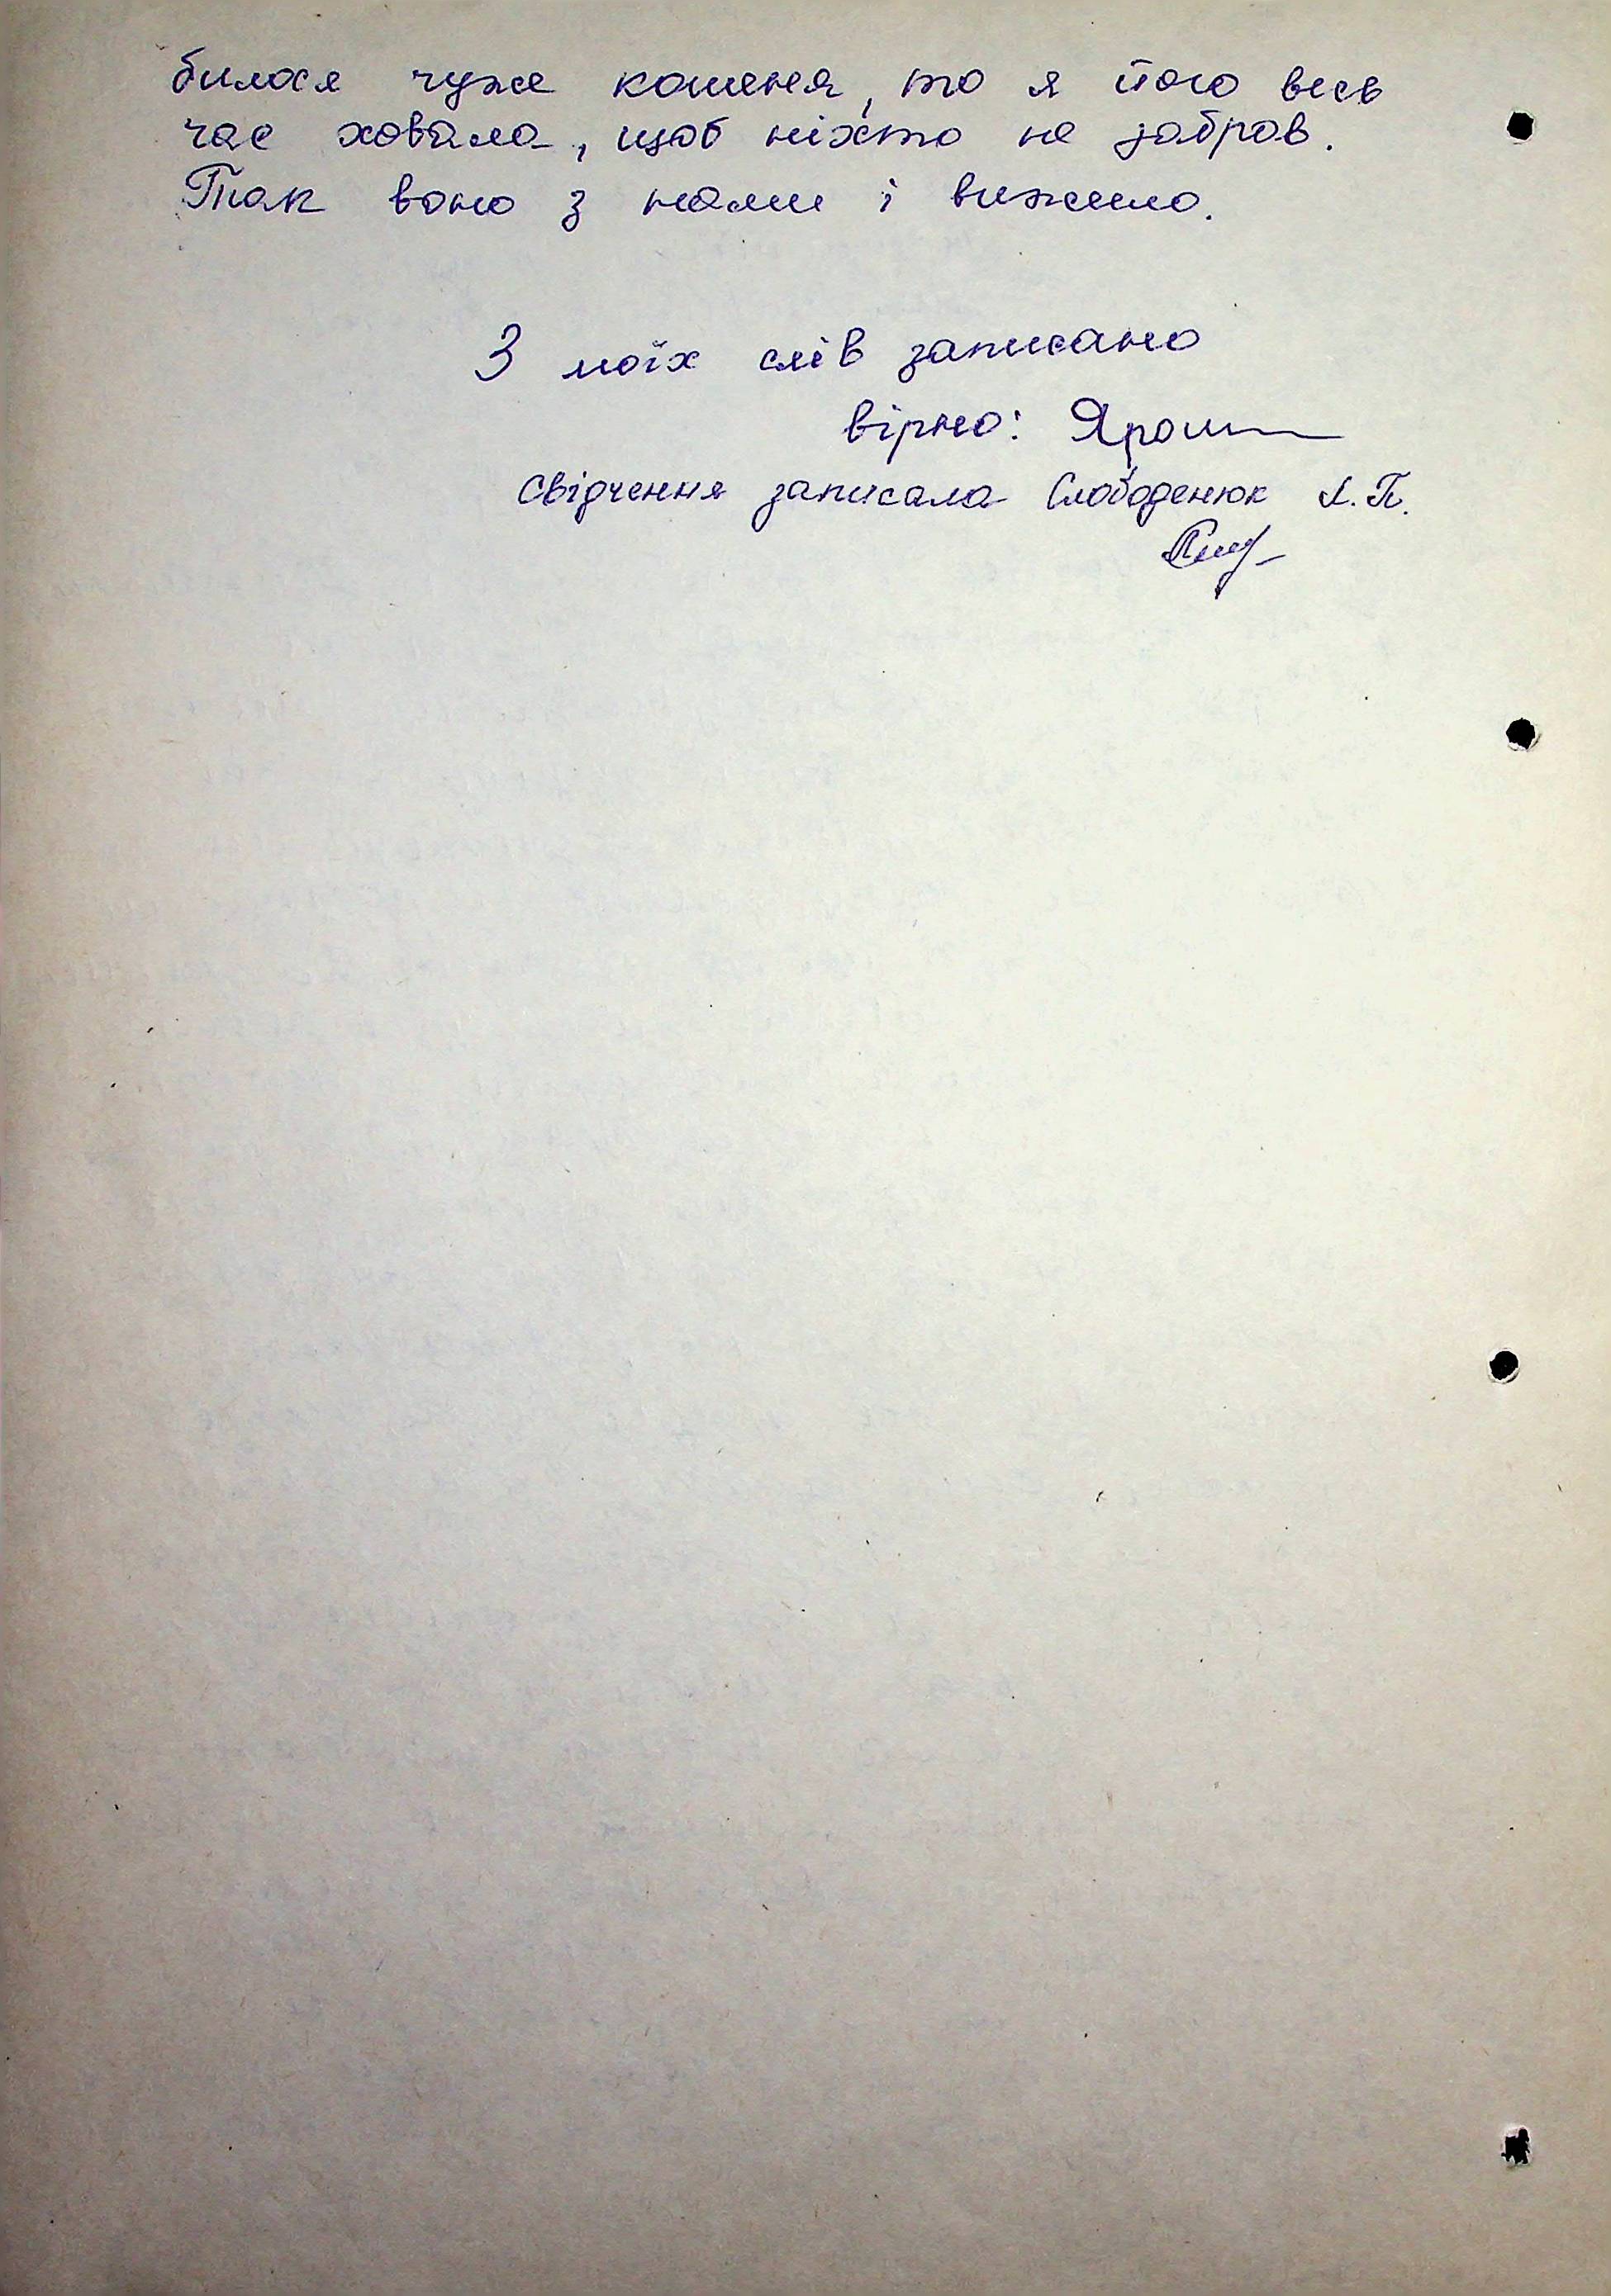 билося чуже кошеня, то я його весь
час ховала, щоб ніхто не забрав.
Так воно з нами і вижило.
З моїх слів записано
вірно: Ярош
свідчення записала Слободенюк Л. П.